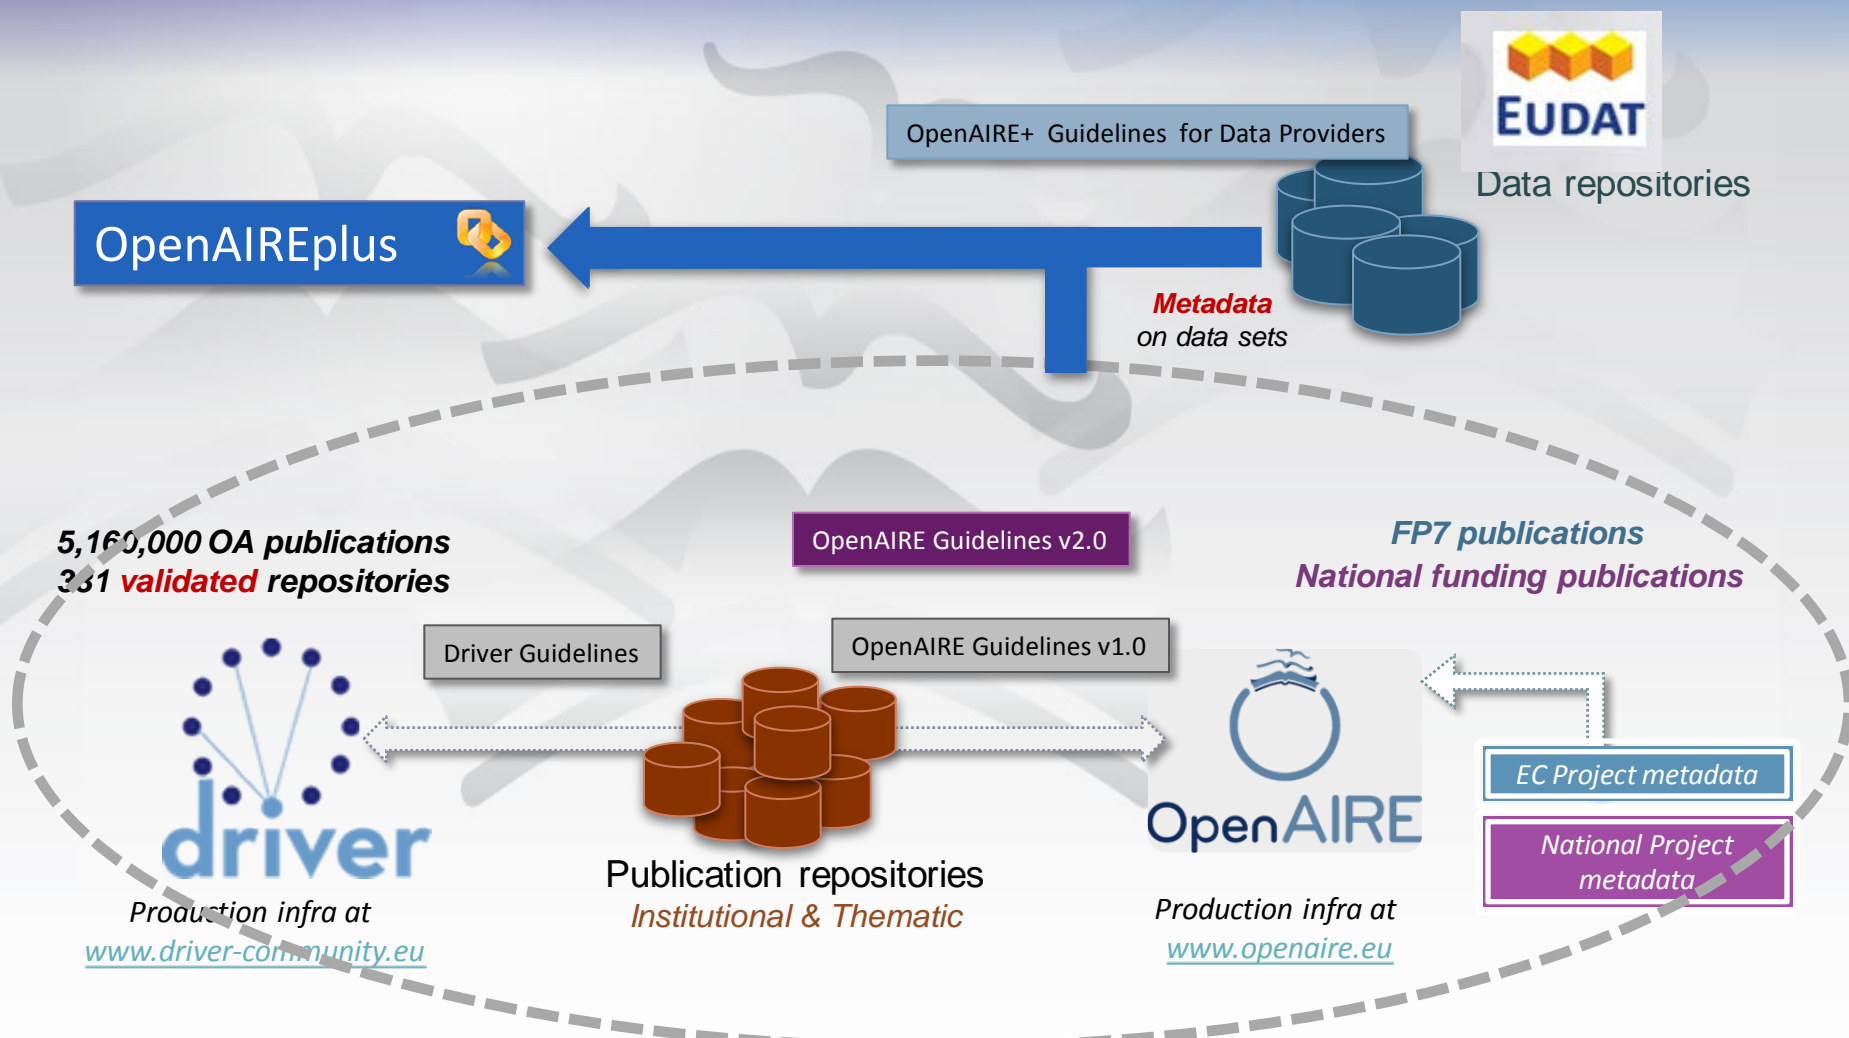 EUDAT
OpenAIRE+ Guidelines for Data Providers
Data repositories
OpenAIREplus
Metadata
on data sets
5,160,000 OA publications
381 validated repositories
OpenAIRE Guidelines v2.0
FP7 publications
National funding publications
Driver Guidelines
OpenAIRE Guidelines v1.0
driver
OpenAIRE
EC Project metadata
National Project
metadata
Publication repositories
Institutional & Thematic
Production infra at
www.driver-community.eu
Production infra at
www.openaire.eu